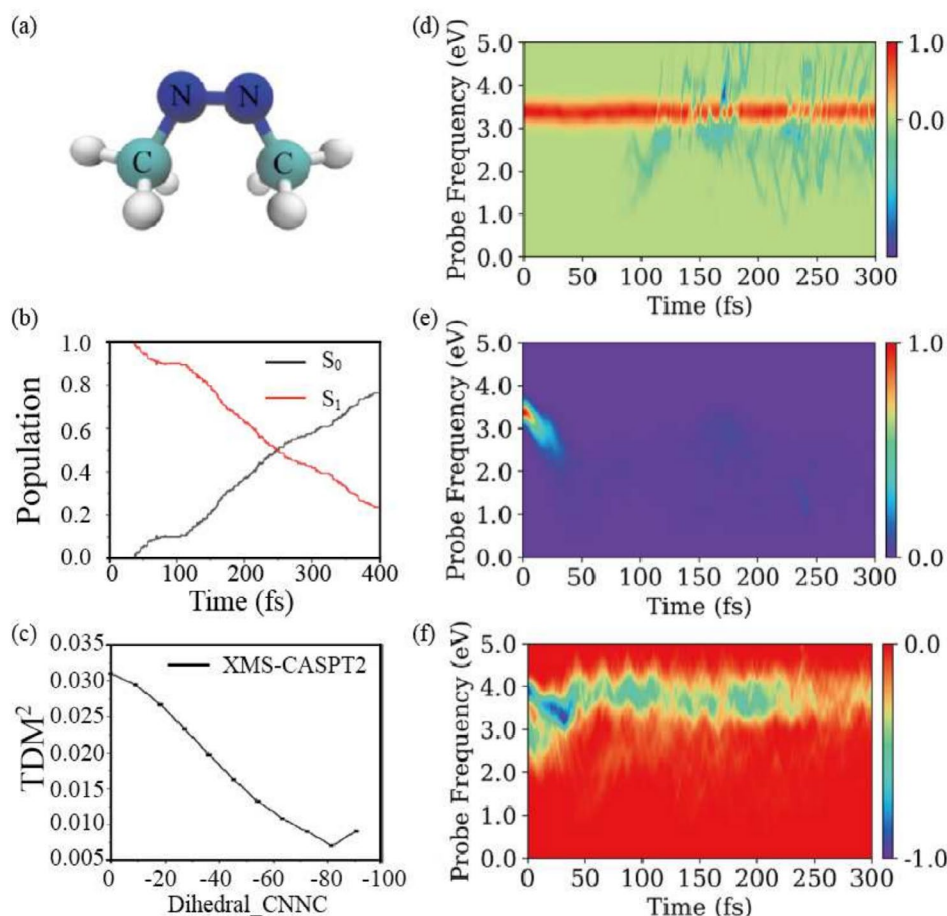 (a)
N N
C C
(b)
1.0
0.8
0.6
0.4
0.2
0.0
Population
S0
S1
0 100 200 300 400
Time (fs)
(c)
0.035
0.030
0.025
0.020
0.015
0.010
0.005
TDM2
XMS-CASPT2
0 -20 -40 -60 -80 -100
Dihedral_CNNC
(d)
Probe Frequency (eV)
5.0
4.0
3.0
2.0
1.0
0.0
0 50 100 150 200 250 300
Time (fs)
1.0
0.0
(e)
Probe Frequency (eV)
5.0
4.0
3.0
2.0
1.0
0.0
0 50 100 150 200 250 300
Time (fs)
1.0
0.0
(f)
Probe Frequency (eV)
5.0
4.0
3.0
2.0
1.0
0.0
0 50 100 150 200 250 300
Time (fs)
0.0
-1.0